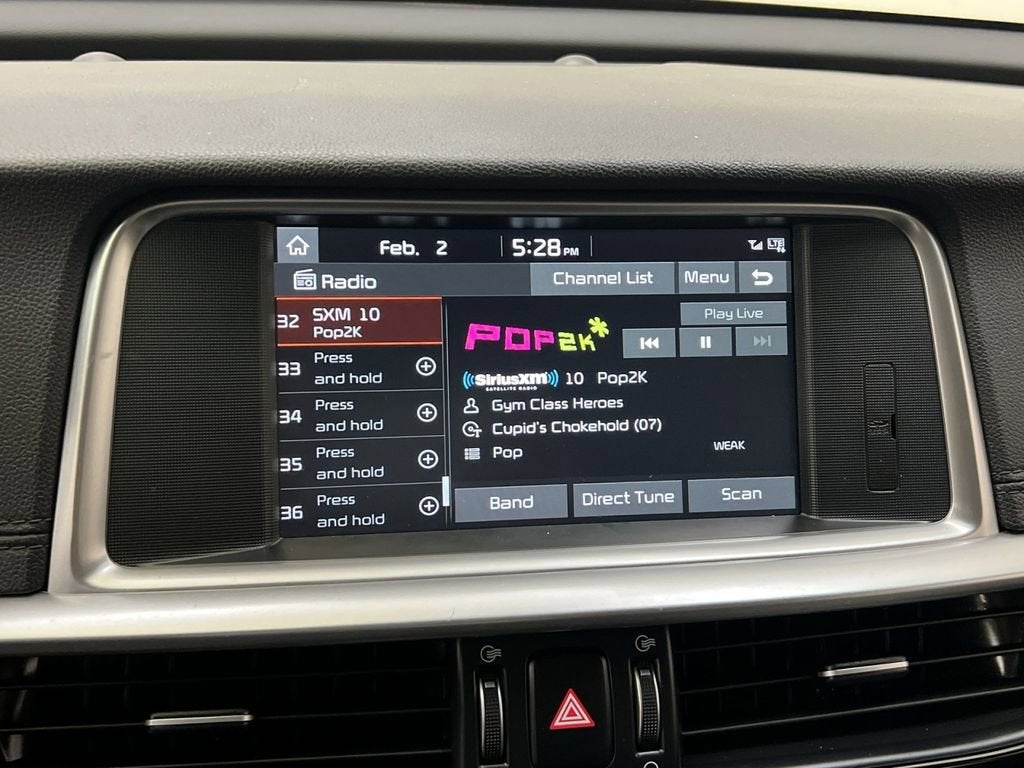 Feb. 2
5:28 PM
LTE
Radio
Channel List
Menu
32 SXM 10
Pop2K
33 Press
and hold
34 Press
and hold
35 Press
and hold
36 Press
and hold
POP2K*
Play Live
((SiriusXM)) 10 Pop2K
SATELLITE RADIO
Gym Class Heroes
Cupid's Chokehold (07)
Pop
WEAK
Band
Direct Tune
Scan